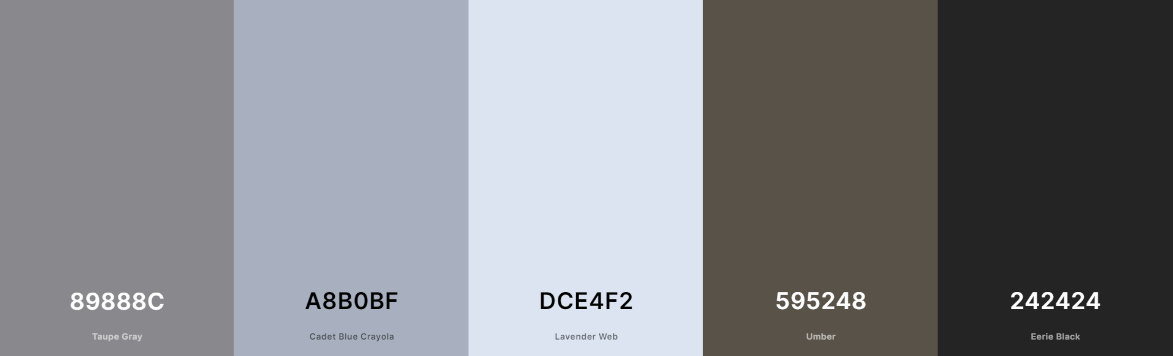 89888C
Taupe Gray
A8B0BF
Cadet Blue Crayola
DCE4F2
Lavender Web
595248
Umber
242424
Eerie Black